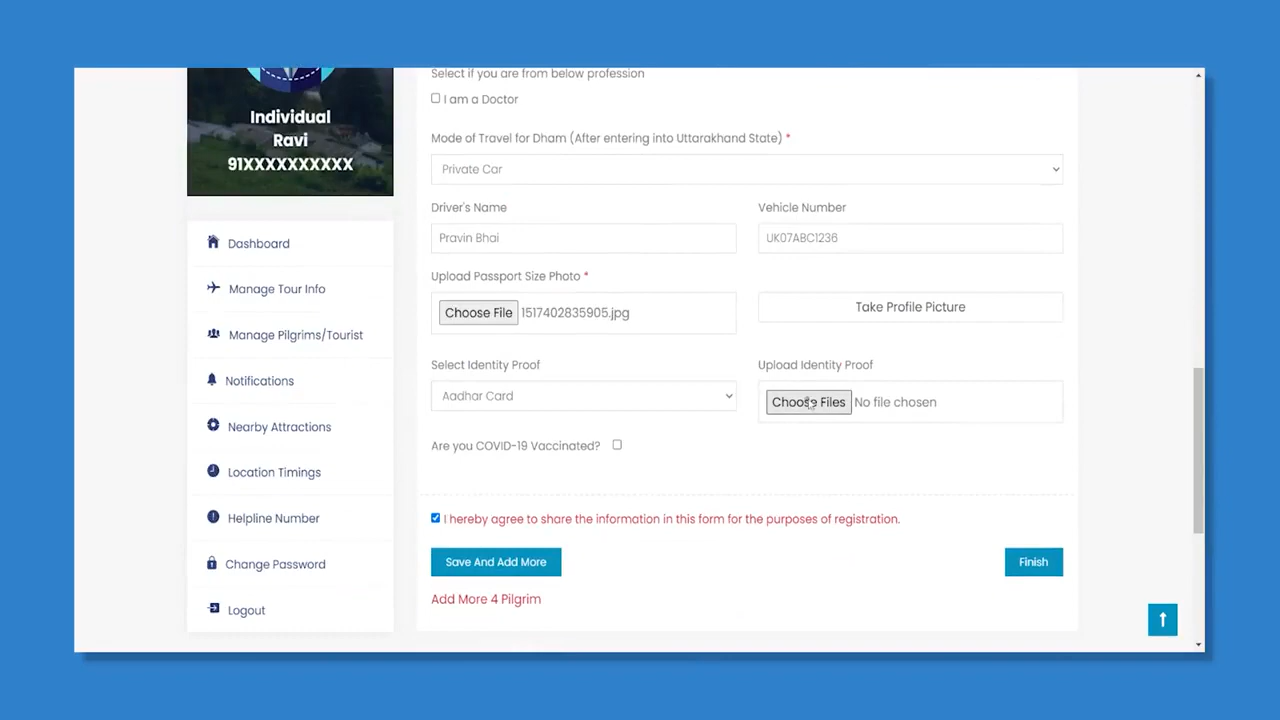 Individual
Ravi
91XXXXXXXXXX
Dashboard
Manage Tour Info
Manage Pilgrims/Tourist
Notifications
Nearby Attractions
Location Timings
Helpline Number
Change Password
Logout
Select if you are from below profession
I am a Doctor
Mode of Travel for Dham (After entering into Uttarakhand State) *
Private Car
Driver's Name
Vehicle Number
Pravin Bhai
UK07ABC1236
Upload Passport Size Photo *
Choose File 1517402835905.jpg
Take Profile Picture
Select Identity Proof
Upload Identity Proof
Aadhar Card
Choose Files No file chosen
Are you COVID-19 Vaccinated?
I hereby agree to share the information in this form for the purposes of registration.
Save And Add More
Finish
Add More 4 Pilgrim